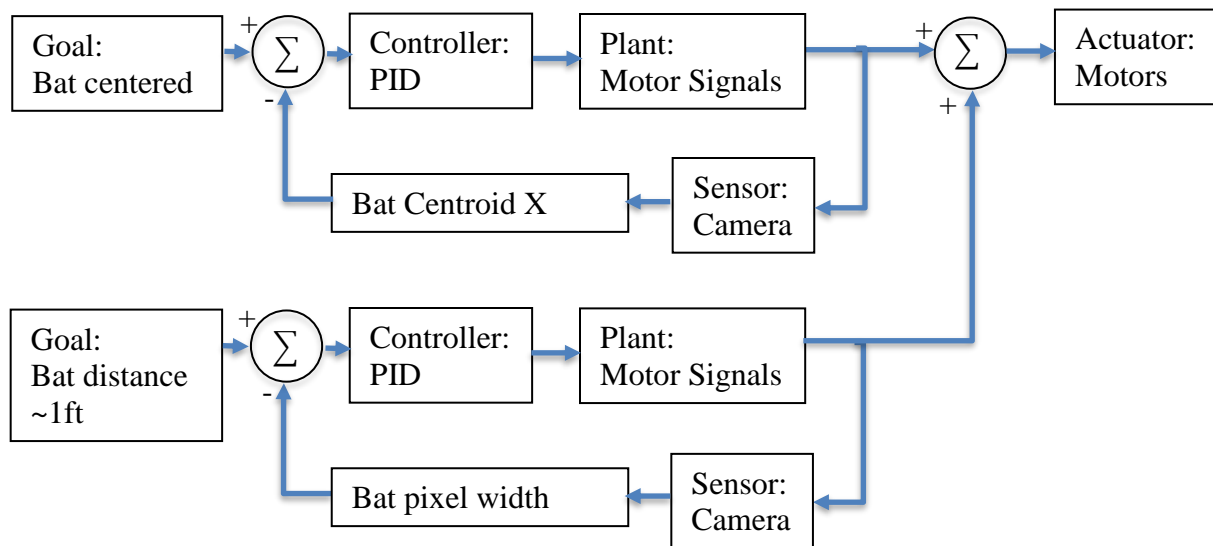 Goal:
Bat centered
+
∑
-
Controller:
PID
Plant:
Motor Signals
+
∑
+
Actuator:
Motors
Bat Centroid X
Sensor:
Camera
Goal:
Bat distance
~1ft
+
∑
-
Controller:
PID
Plant:
Motor Signals
Bat pixel width
Sensor:
Camera